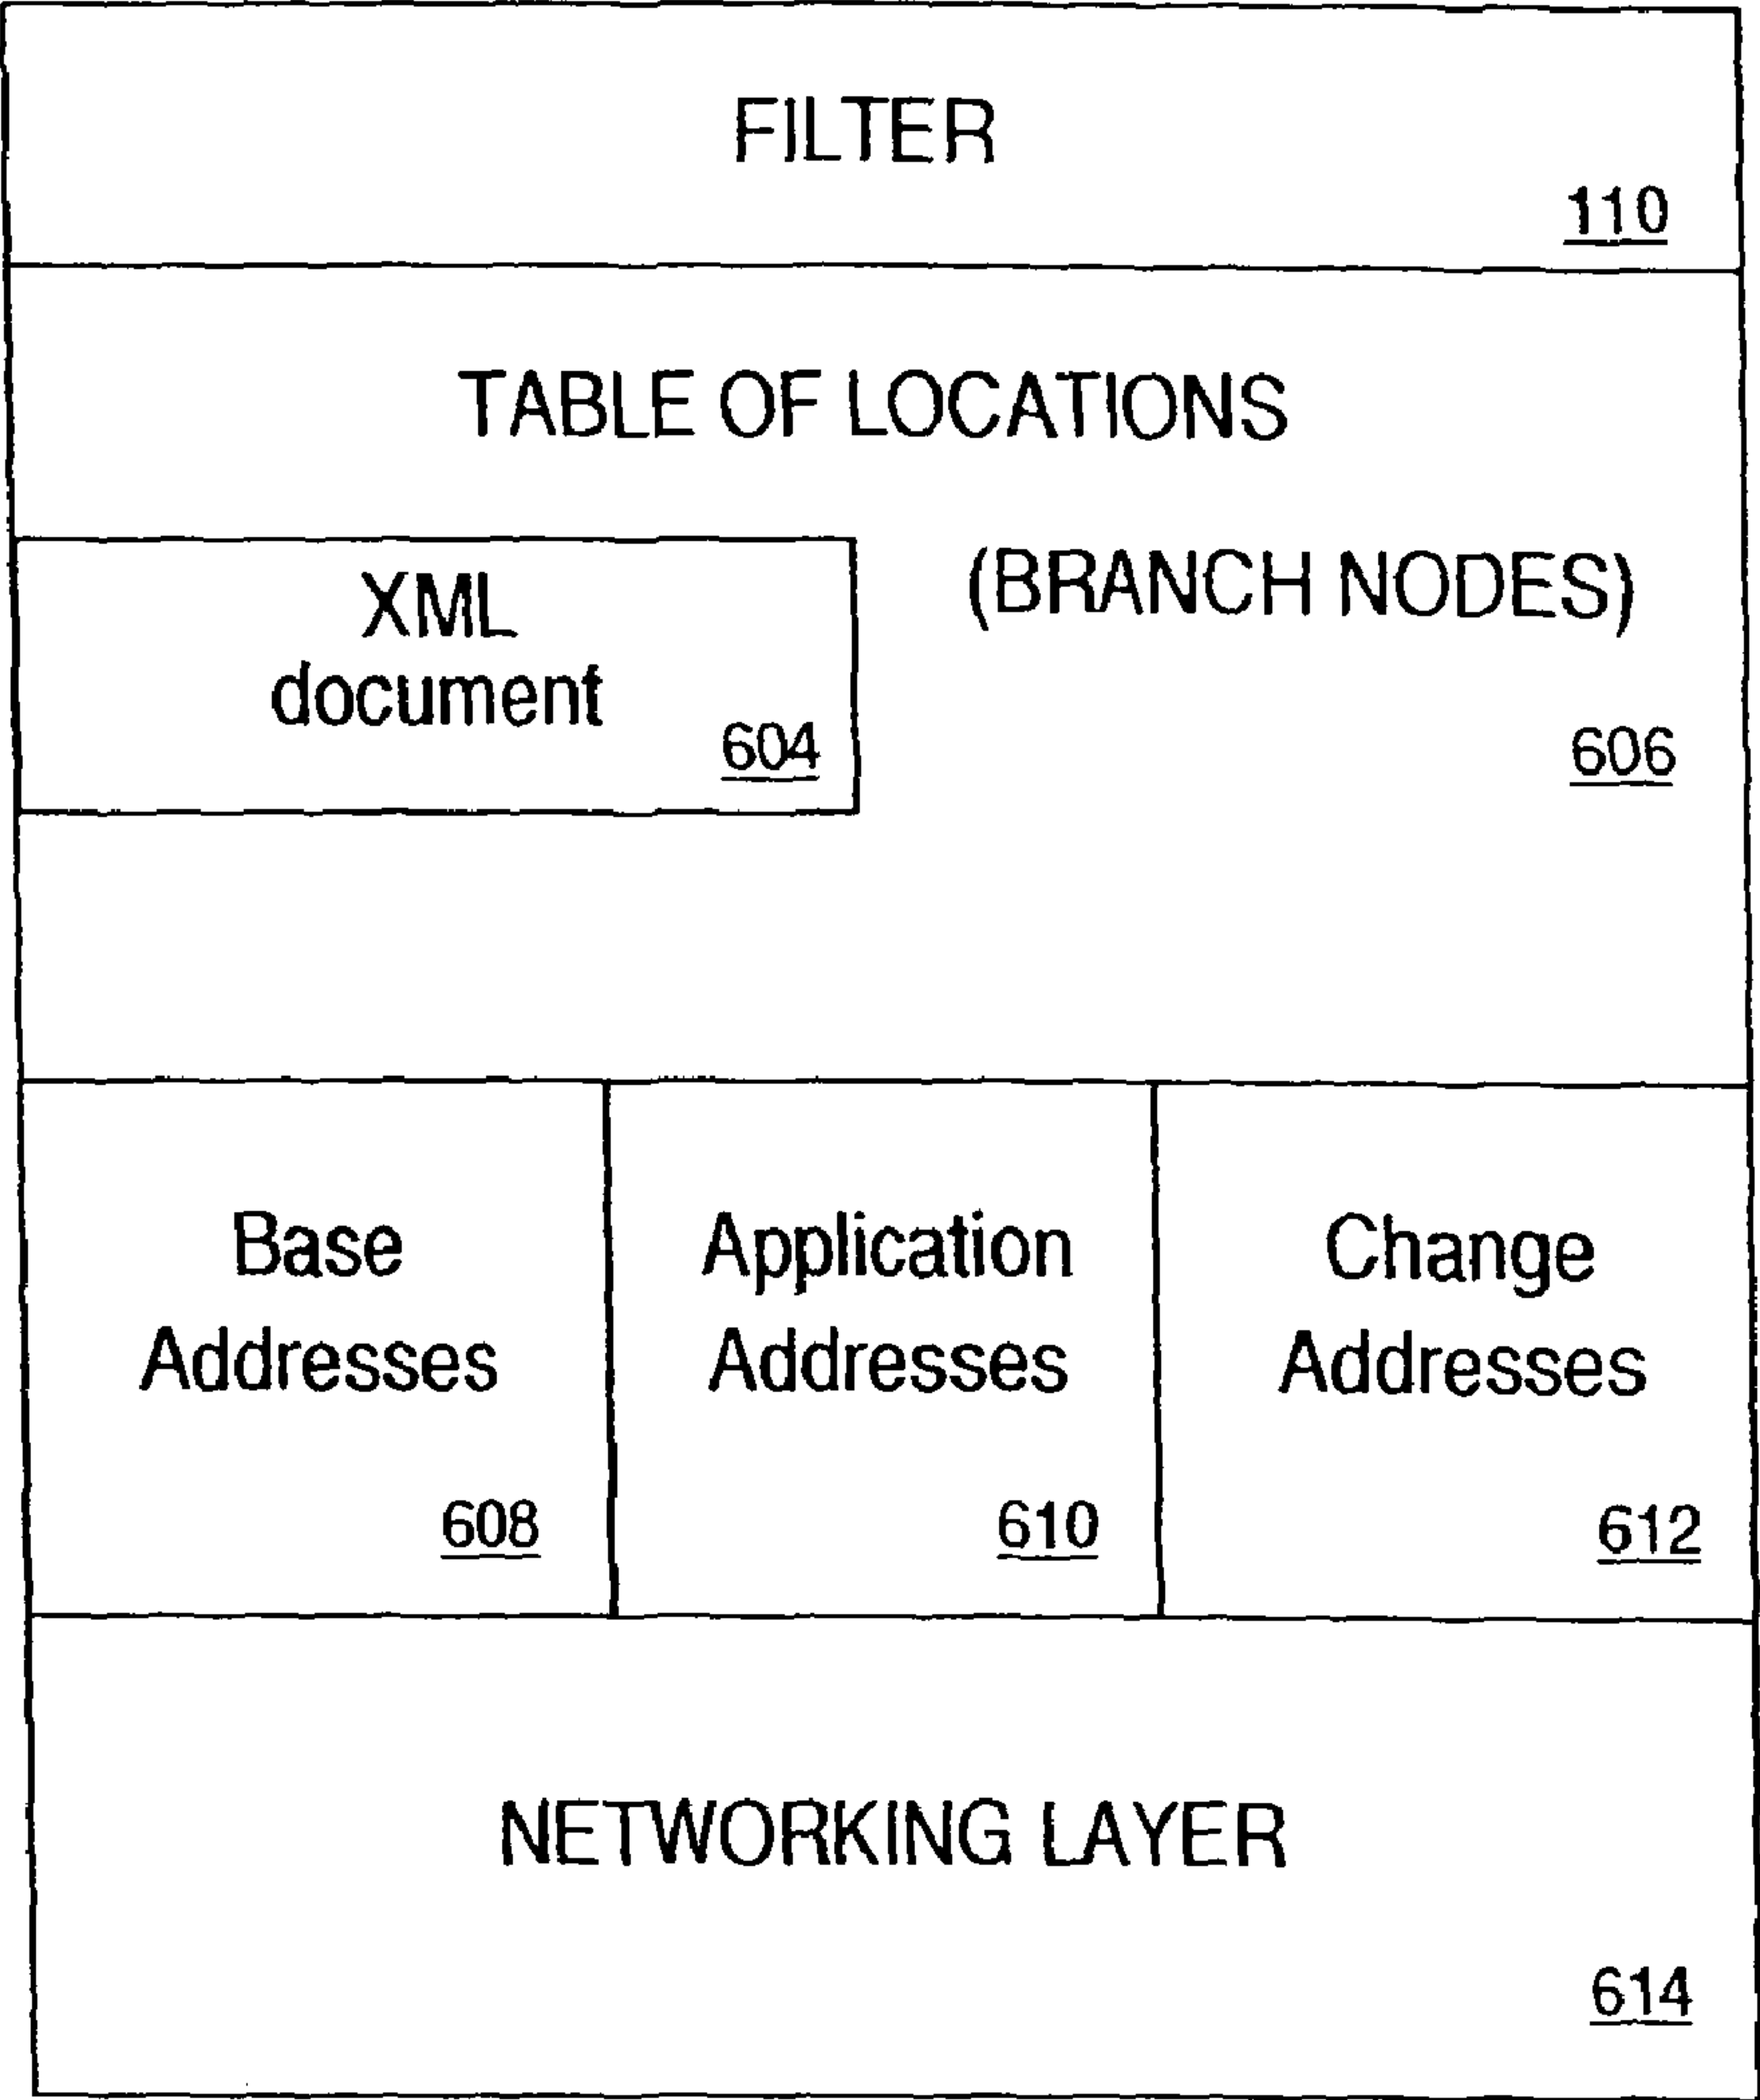 FILTER
110
TABLE OF LOCATIONS
XML
document
604
(BRANCH NODES)
606
Base
Addresses
608
Application
Addresses
610
Change
Addresses
612
NETWORKING LAYER
614